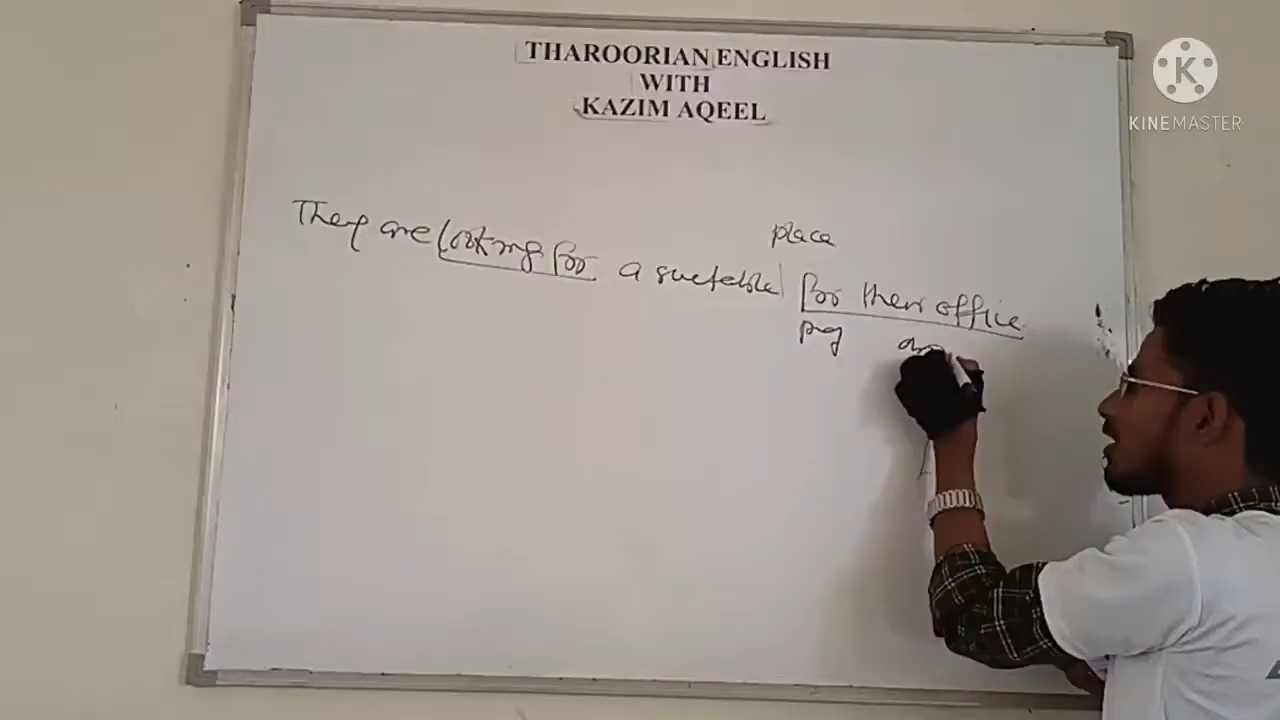 THAROORIAN ENGLISH
WITH
KAZIM AQEEL
KINEMASTER
place
They are looking for a suitable for their office